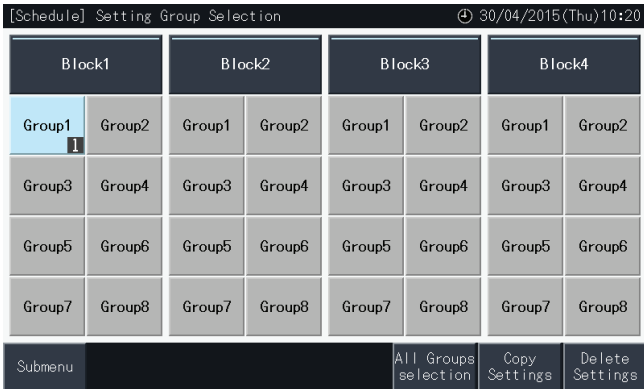 [Schedule] Setting Group Selection 30/04/2015(Thu)10:20
Block1 Block2 Block3 Block4
Group1 Group2 Group1 Group2 Group1 Group2 Group1 Group2
1
Group3 Group4 Group3 Group4 Group3 Group4 Group3 Group4
Group5 Group6 Group5 Group6 Group5 Group6 Group5 Group6
Group7 Group8 Group7 Group8 Group7 Group8 Group7 Group8
Submenu
All Groups
selection
Copy
Settings
Delete
Settings